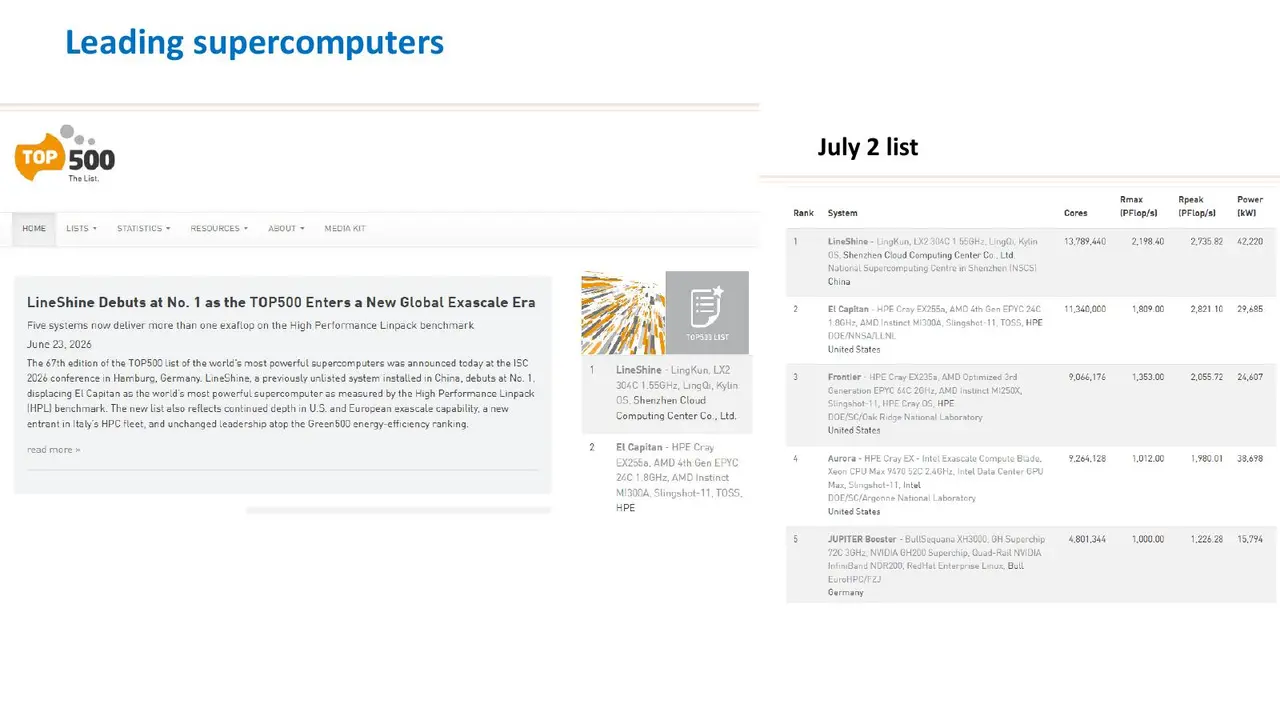 Leading supercomputers
TOP 500
The List.
HOME LISTS STATISTICS RESOURCES ABOUT MEDIA KIT
LineShine Debuts at No. 1 as the TOP500 Enters a New Global Exascale Era
Five systems now deliver more than one exaflop on the High Performance Linpack benchmark
June 23, 2026
The 67th edition of the TOP500 list of the world's most powerful supercomputers was announced today at the ISC
2026 conference in Hamburg, Germany. LineShine, a previously unlisted system installed in China, debuts at No. 1,
displacing El Capitan as the world's most powerful supercomputer as measured by the High Performance Linpack
(HPL) benchmark. The new list also reflects continued depth in U.S. and European exascale capability, a new
entrant in Italy's HPC fleet, and unchanged leadership atop the Green500 energy-efficiency ranking.
read more »
TOP500 LIST
1 LineShine - LingKun, LX2
304C 1.55GHz, LingQi, Kylin
OS, Shenzhen Cloud
Computing Center Co., Ltd.
2 El Capitan - HPE Cray
EX255a, AMD 4th Gen EPYC
24C 1.8GHz, AMD Instinct
MI300A, Slingshot-11, TOSS,
HPE
July 2 list
Rank System Cores Rmax (PFlop/s) Rpeak (PFlop/s) Power (kW)
1 LineShine - LingKun, LX2 304C 1.55GHz, LingQi, Kylin 13,789,440 2,198.40 2,735.82 42,220
OS, Shenzhen Cloud Computing Center Co., Ltd.
National Supercomputing Centre in Shenzhen (NSCS)
China
2 El Capitan - HPE Cray EX255a, AMD 4th Gen EPYC 24C 11,340,000 1,809.00 2,821.10 29,685
1.8GHz, AMD Instinct MI300A, Slingshot-11, TOSS, HPE
DOE/NNSA/LLNL
United States
3 Frontier - HPE Cray EX235a, AMD Optimized 3rd 9,066,176 1,353.00 2,055.72 24,607
Generation EPYC 64C 2GHz, AMD Instinct MI250X,
Slingshot-11, HPE Cray OS, HPE
DOE/SC/Oak Ridge National Laboratory
United States
4 Aurora - HPE Cray EX - Intel Exascale Compute Blade, 9,264,128 1,012.00 1,980.01 38,698
Xeon CPU Max 9470 52C 2.4GHz, Intel Data Center GPU
Max, Slingshot-11, Intel
DOE/SC/Argonne National Laboratory
United States
5 JUPITER Booster - BullSequana XH3000, GH Superchip 4,801,344 1,000.00 1,226.28 15,794
72C 3GHz, NVIDIA GH200 Superchip, Quad-Rail NVIDIA
InfiniBand NDR200, RedHat Enterprise Linux, Bull
EuroHPC/FZJ
Germany